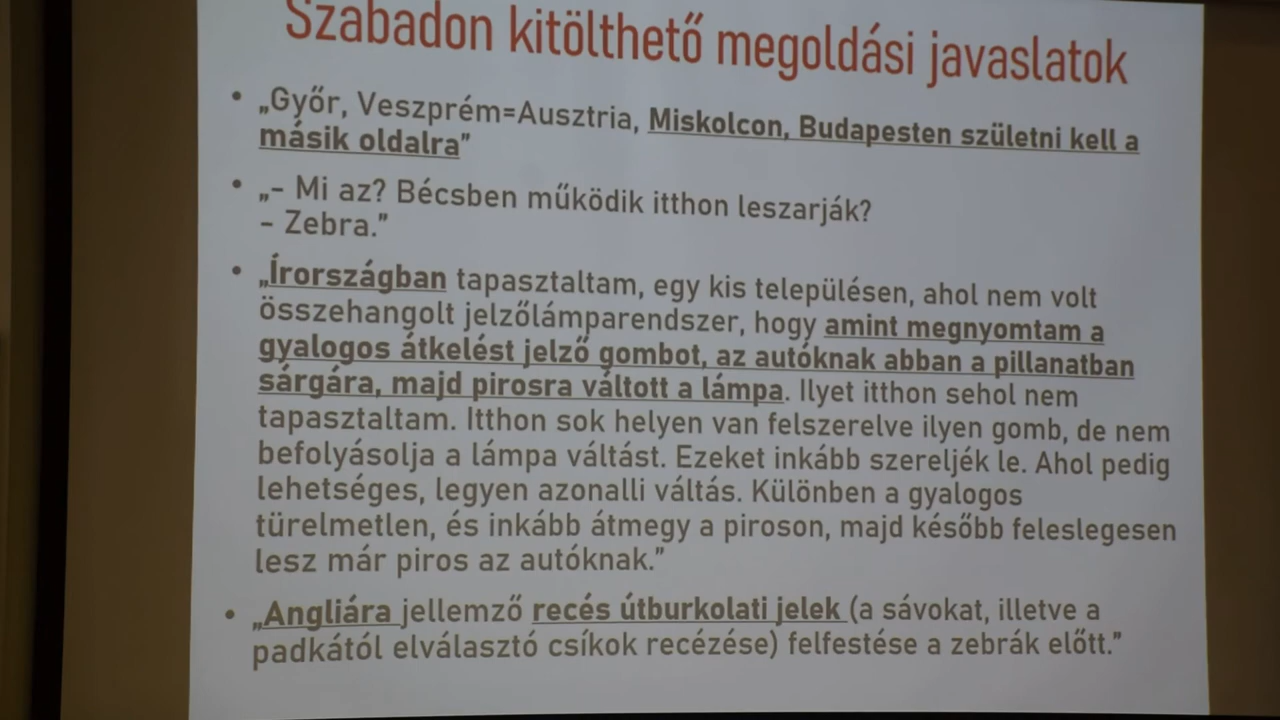 Szabadon kitölthető megoldási javaslatok
• „Győr, Veszprém=Ausztria, Miskolcon, Budapesten születni kell a
másik oldalra”
• „- Mi az? Bécsben működik itthon leszarják?
- Zebra.”
• „Írországban tapasztaltam, egy kis településen, ahol nem volt
összehangolt jelzőlámparendszer, hogy amint megnyomtam a
gyalogos átkelést jelző gombot, az autóknak abban a pillanatban
sárgára, majd pirosra váltott a lámpa. Ilyet itthon sehol nem
tapasztaltam. Itthon sok helyen van felszerelve ilyen gomb, de nem
befolyásolja a lámpa váltást. Ezeket inkább szereljék le. Ahol pedig
lehetséges, legyen azonalli váltás. Különben a gyalogos
türelmetlen, és inkább átmegy a piroson, majd később feleslegesen
lesz már piros az autóknak.”
• „Angliára jellemző recés útburkolati jelek (a sávokat, illetve a
padkától elválasztó csíkok recézése) felfestése a zebrák előtt.”